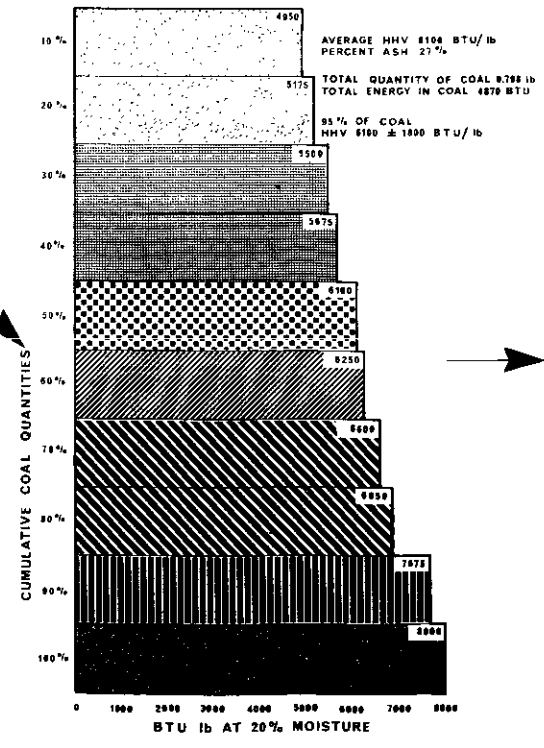 4950
AVERAGE HHV 6100 BTU/lb
PERCENT ASH 27%
10%
5175
TOTAL QUANTITY OF COAL 0.798 lb
TOTAL ENERGY IN COAL 4870 BTU
20%
95% OF COAL
HHV 6100 ± 1800 BTU/lb
5500
30%
5675
40%
6100
50%
6250
60%
6600
70%
6850
80%
7675
90%
8000
100%
CUMULATIVE COAL QUANTITIES
0 1000 2000 3000 4000 5000 6000 7000 8000
BTU lb AT 20% MOISTURE